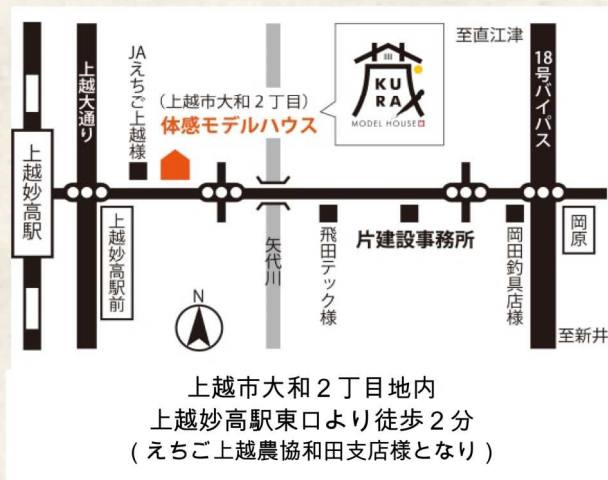 至直江津
18号バイパス
上越大通り
JAえちご上越様
(上越市大和2丁目)
体感モデルハウス
蔵
KU
RA
MODEL HOUSE
上越妙高駅
上越妙高駅前
矢代川
飛田テック様
片建設事務所
岡田釣具店様
岡原
N
至新井
上越市大和2丁目地内
上越妙高駅東口より徒歩2分
(えちご上越農協和田支店様となり)